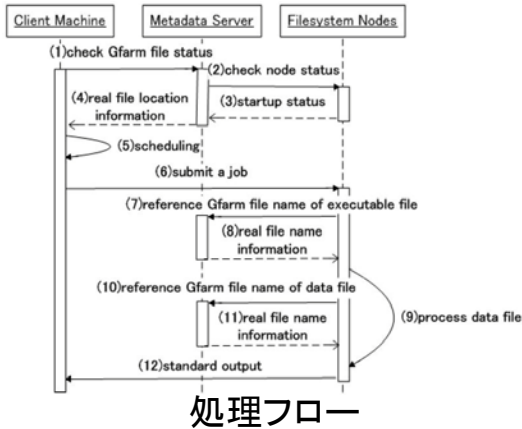 Client Machine
Metadata Server
Filesystem Nodes
(1)check Gfarm file status
(2)check node status
(3)startup status
(4)real file location
information
(5)scheduling
(6)submit a job
(7)reference Gfarm file name of executable file
(8)real file name
information
(10)reference Gfarm file name of data file
(9)process data file
(11)real file name
information
(12)standard output
処理フロー